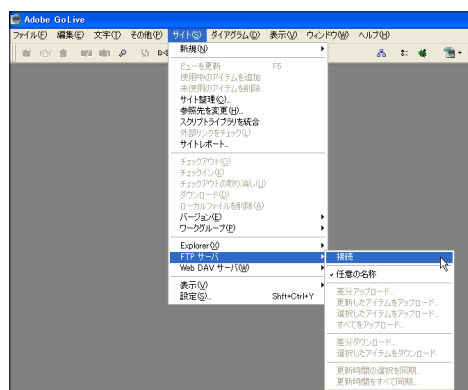 Adobe GoLive
ファイル(F) 編集(E) 文字(T) その他(P) サイト(S) ダイアグラム(D) 表示(V) ウィンドウ(W) ヘルプ(H)
新規(N)
ビューを更新 F5
使用中のアイテムを追加
未使用のアイテムを削除
サイト整理(C)...
参照先を変更(H)...
スクリプトライブラリを統合
外部リンクをチェック(L)
サイトレポート...
チェックアウト(O)
チェックイン(K)
チェックアウトの取り消し(U)
ダウンロード(D)
ローカルファイルを削除(A)
バージョン(E)
ワークグループ(P)
Explorer(X)
FTP サーバ
Web DAV サーバ(W)
表示(V)
設定(G)... Shift+Ctrl+Y
接続
任意の名称
差分アップロード...
更新したアイテムをアップロード...
選択したアイテムをアップロード...
すべてをアップロード...
差分ダウンロード...
選択したアイテムをダウンロード
更新時間の選択を同期...
更新時間をすべて同期...